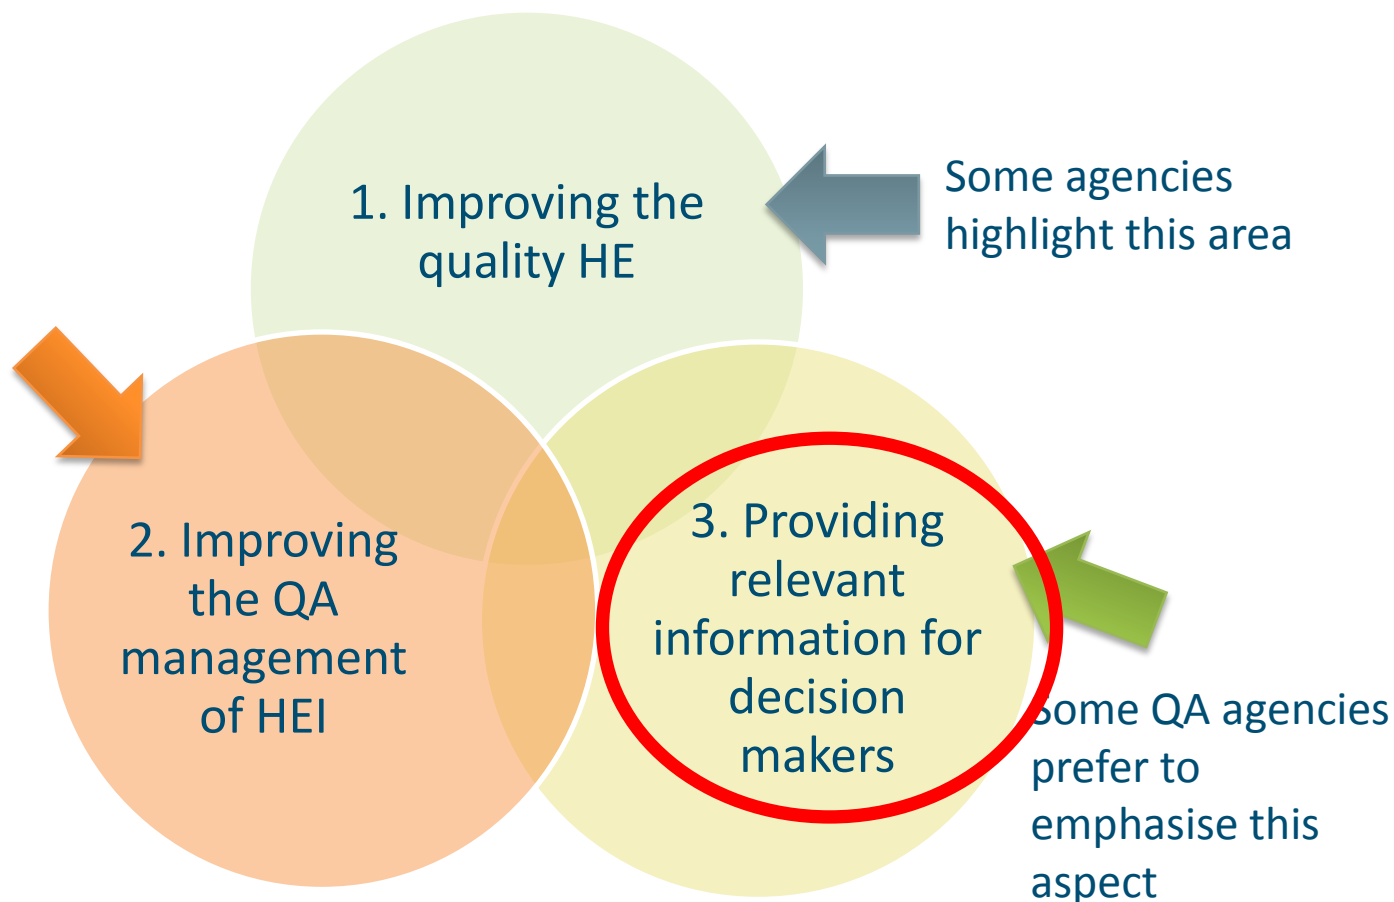 1. Improving the
quality HE
Some agencies
highlight this area
2. Improving
the QA
management
of HEI
3. Providing
relevant
information for
decision
makers
Some QA agencies
prefer to
emphasise this
aspect